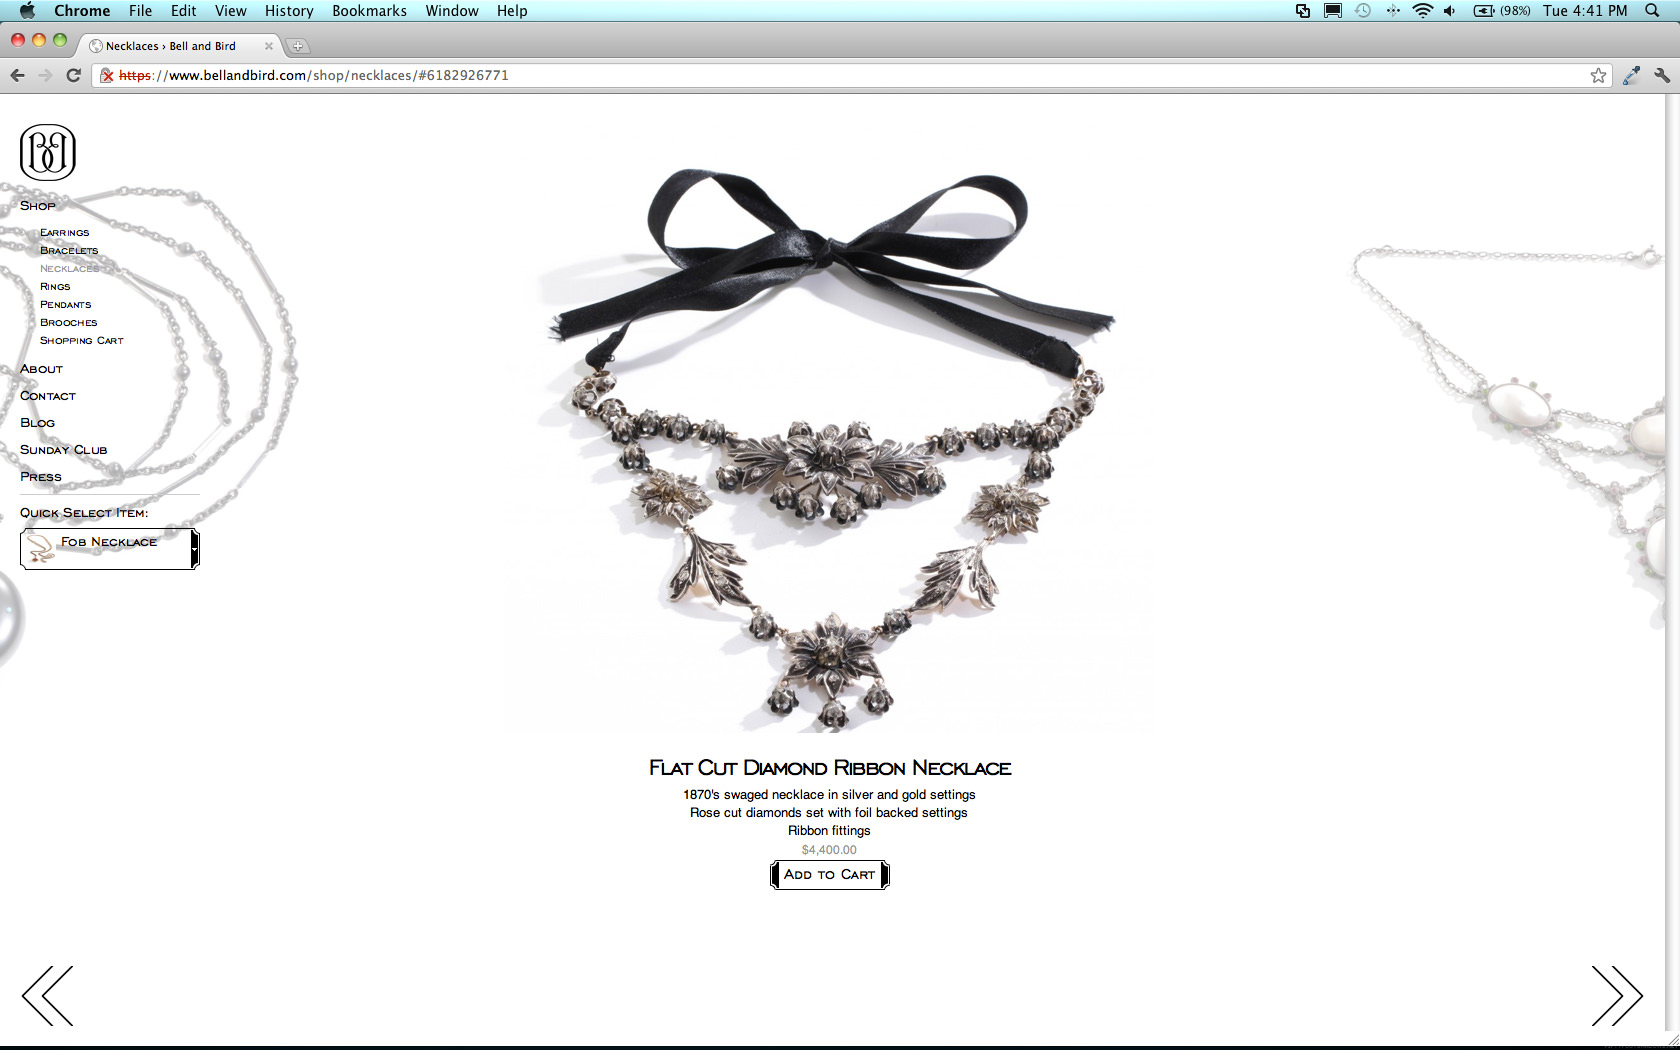 Chrome File Edit View History Bookmarks Window Help (98%) Tue 4:41 PM
Necklaces › Bell and Bird
https://www.bellandbird.com/shop/necklaces/#6182926771
BB
Shop
Earrings
Bracelets
Necklaces
Rings
Pendants
Brooches
Shopping Cart
About
Contact
Blog
Sunday Club
Press
Quick Select Item:
Fob Necklace
Flat Cut Diamond Ribbon Necklace
1870's swaged necklace in silver and gold settings
Rose cut diamonds set with foil backed settings
Ribbon fittings
$4,400.00
Add to Cart